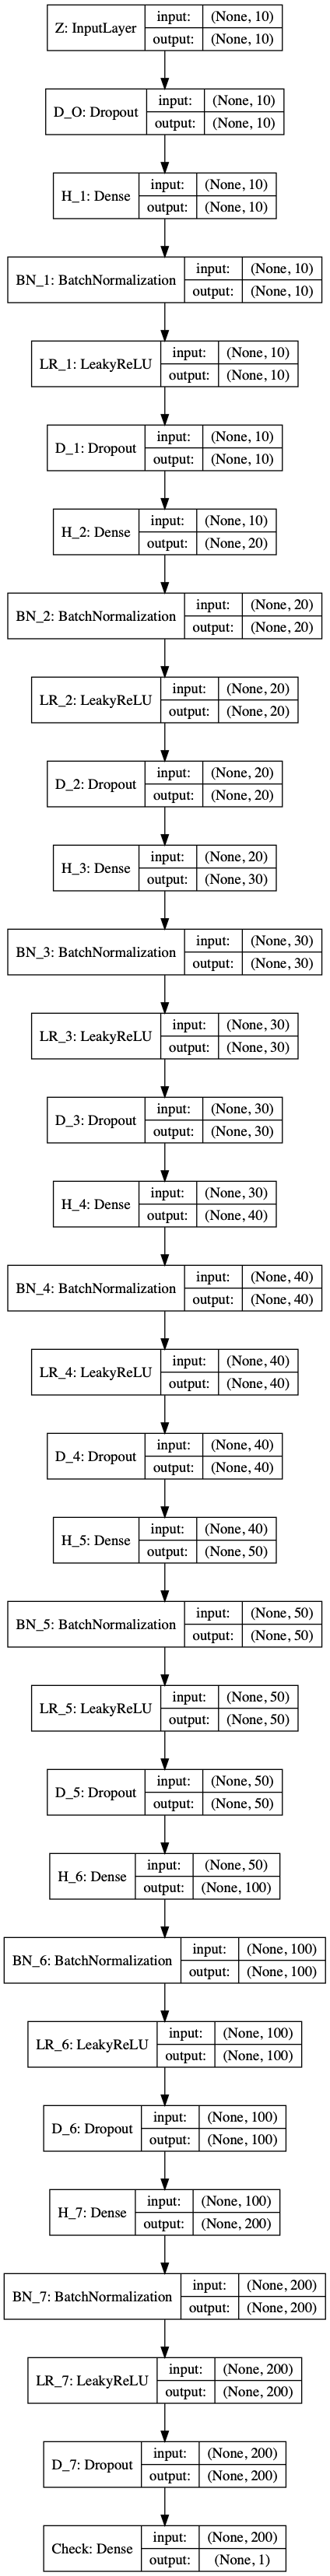 Z: InputLayer input: (None, 10)
output: (None, 10)
D_O: Dropout input: (None, 10)
output: (None, 10)
H_1: Dense input: (None, 10)
output: (None, 10)
BN_1: BatchNormalization input: (None, 10)
output: (None, 10)
LR_1: LeakyReLU input: (None, 10)
output: (None, 10)
D_1: Dropout input: (None, 10)
output: (None, 10)
H_2: Dense input: (None, 10)
output: (None, 20)
BN_2: BatchNormalization input: (None, 20)
output: (None, 20)
LR_2: LeakyReLU input: (None, 20)
output: (None, 20)
D_2: Dropout input: (None, 20)
output: (None, 20)
H_3: Dense input: (None, 20)
output: (None, 30)
BN_3: BatchNormalization input: (None, 30)
output: (None, 30)
LR_3: LeakyReLU input: (None, 30)
output: (None, 30)
D_3: Dropout input: (None, 30)
output: (None, 30)
H_4: Dense input: (None, 30)
output: (None, 40)
BN_4: BatchNormalization input: (None, 40)
output: (None, 40)
LR_4: LeakyReLU input: (None, 40)
output: (None, 40)
D_4: Dropout input: (None, 40)
output: (None, 40)
H_5: Dense input: (None, 40)
output: (None, 50)
BN_5: BatchNormalization input: (None, 50)
output: (None, 50)
LR_5: LeakyReLU input: (None, 50)
output: (None, 50)
D_5: Dropout input: (None, 50)
output: (None, 50)
H_6: Dense input: (None, 50)
output: (None, 100)
BN_6: BatchNormalization input: (None, 100)
output: (None, 100)
LR_6: LeakyReLU input: (None, 100)
output: (None, 100)
D_6: Dropout input: (None, 100)
output: (None, 100)
H_7: Dense input: (None, 100)
output: (None, 200)
BN_7: BatchNormalization input: (None, 200)
output: (None, 200)
LR_7: LeakyReLU input: (None, 200)
output: (None, 200)
D_7: Dropout input: (None, 200)
output: (None, 200)
Check: Dense input: (None, 200)
output: (None, 1)